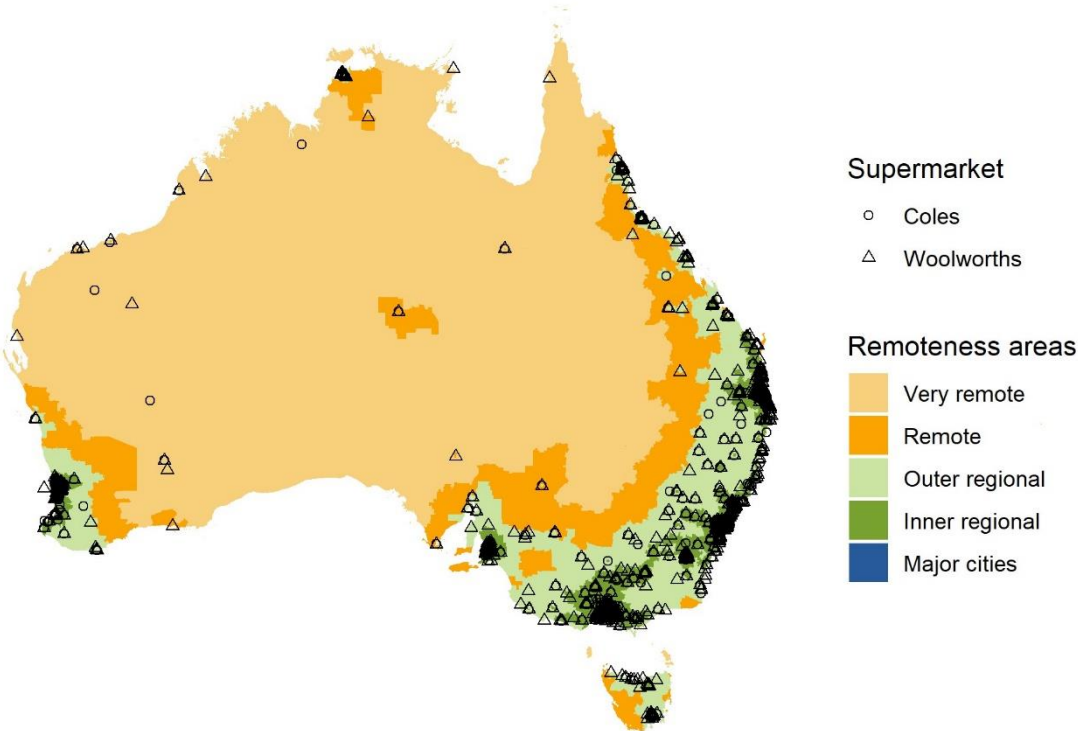 Supermarket
Coles
Woolworths
Remoteness areas
Very remote
Remote
Outer regional
Inner regional
Major cities